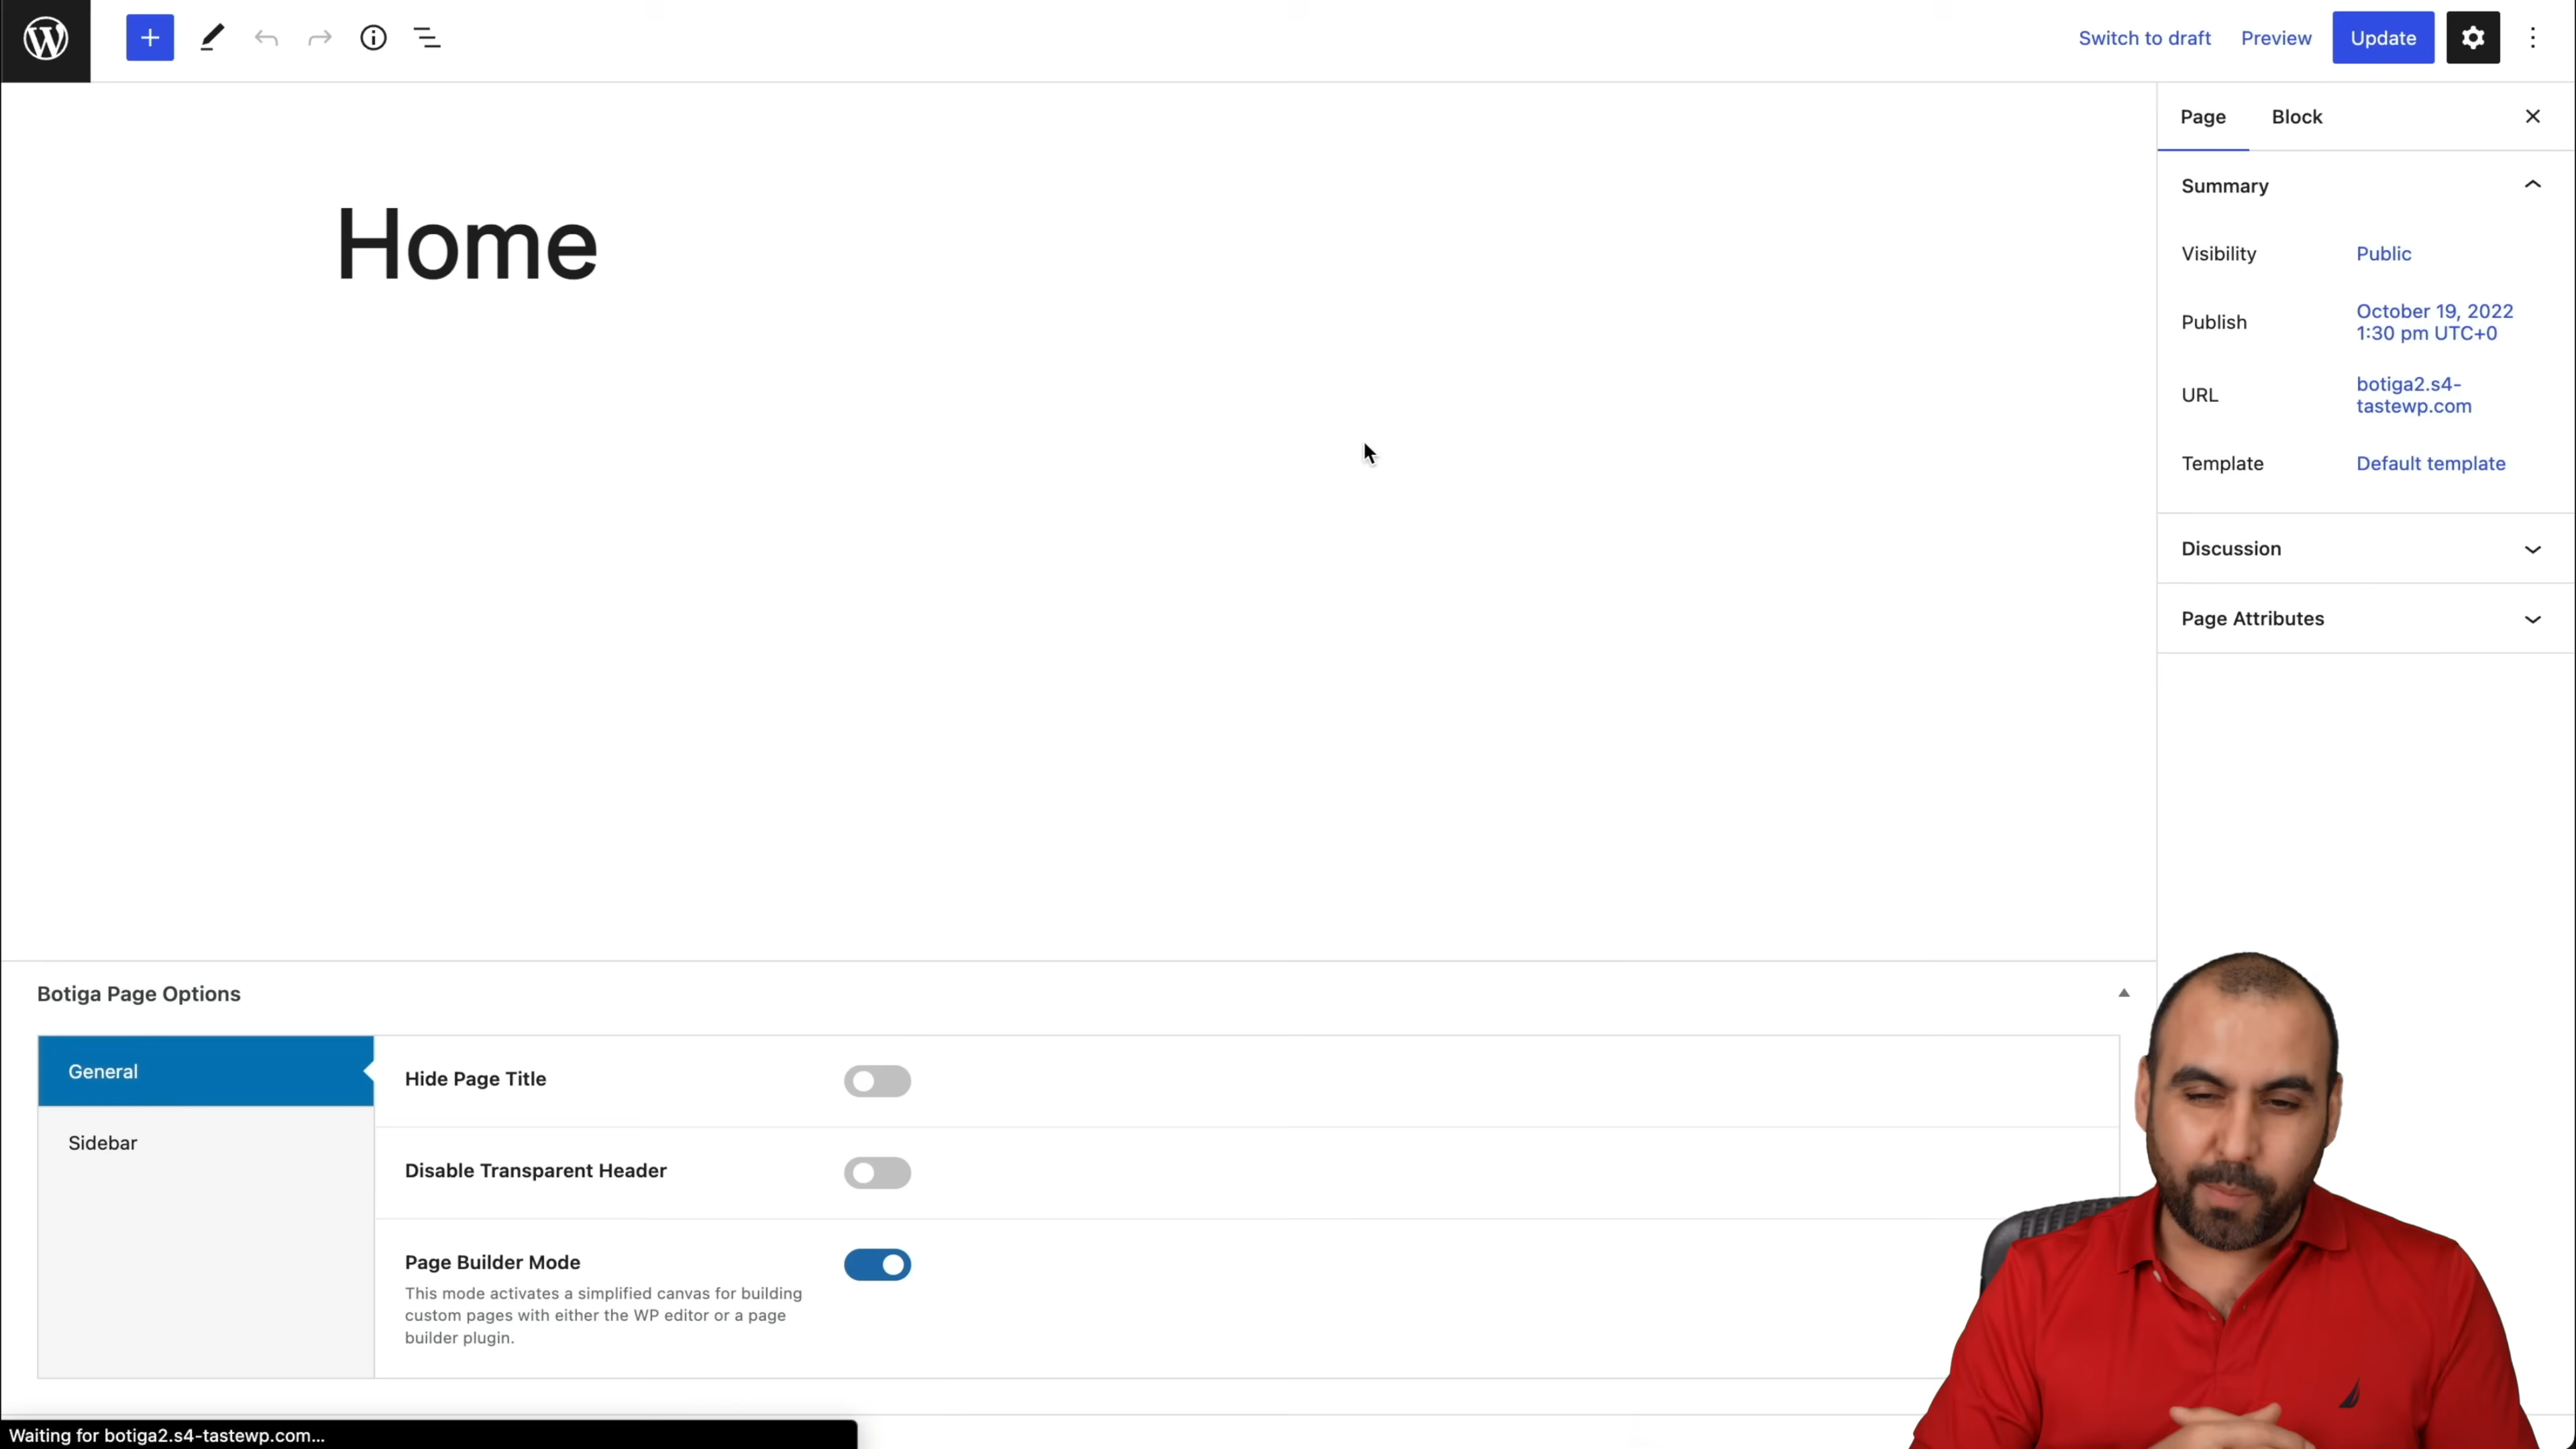 Switch to draft Preview Update
Page Block
Summary
Home
Visibility Public
Publish October 19, 2022
1:30 pm UTC+0
URL botiga2.s4-
tastewp.com
Template Default template
Discussion
Page Attributes
Botiga Page Options
General
Hide Page Title
Sidebar
Disable Transparent Header
Page Builder Mode
This mode activates a simplified canvas for building
custom pages with either the WP editor or a page
builder plugin.
Waiting for botiga2.s4-tastewp.com...